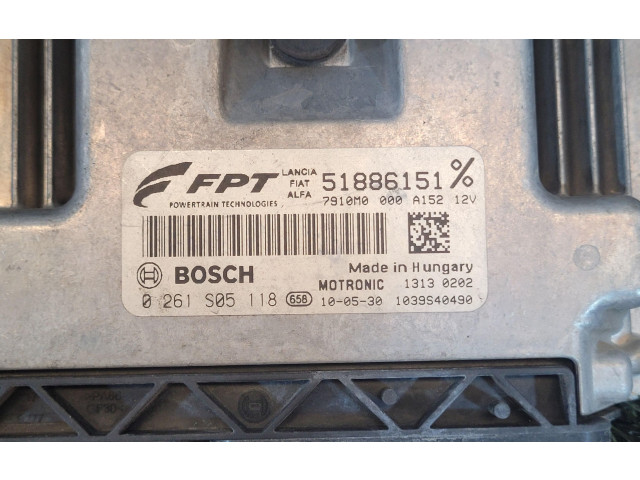 FPT
POWERTRAIN TECHNOLOGIES
LANCIA
FIAT
ALFA
51886151 %
7910M0 000 A152 12V
BOSCH
Made in Hungary
MOTRONIC 1313 0202
0 261 S05 118 658 10-05-30 1039S40490